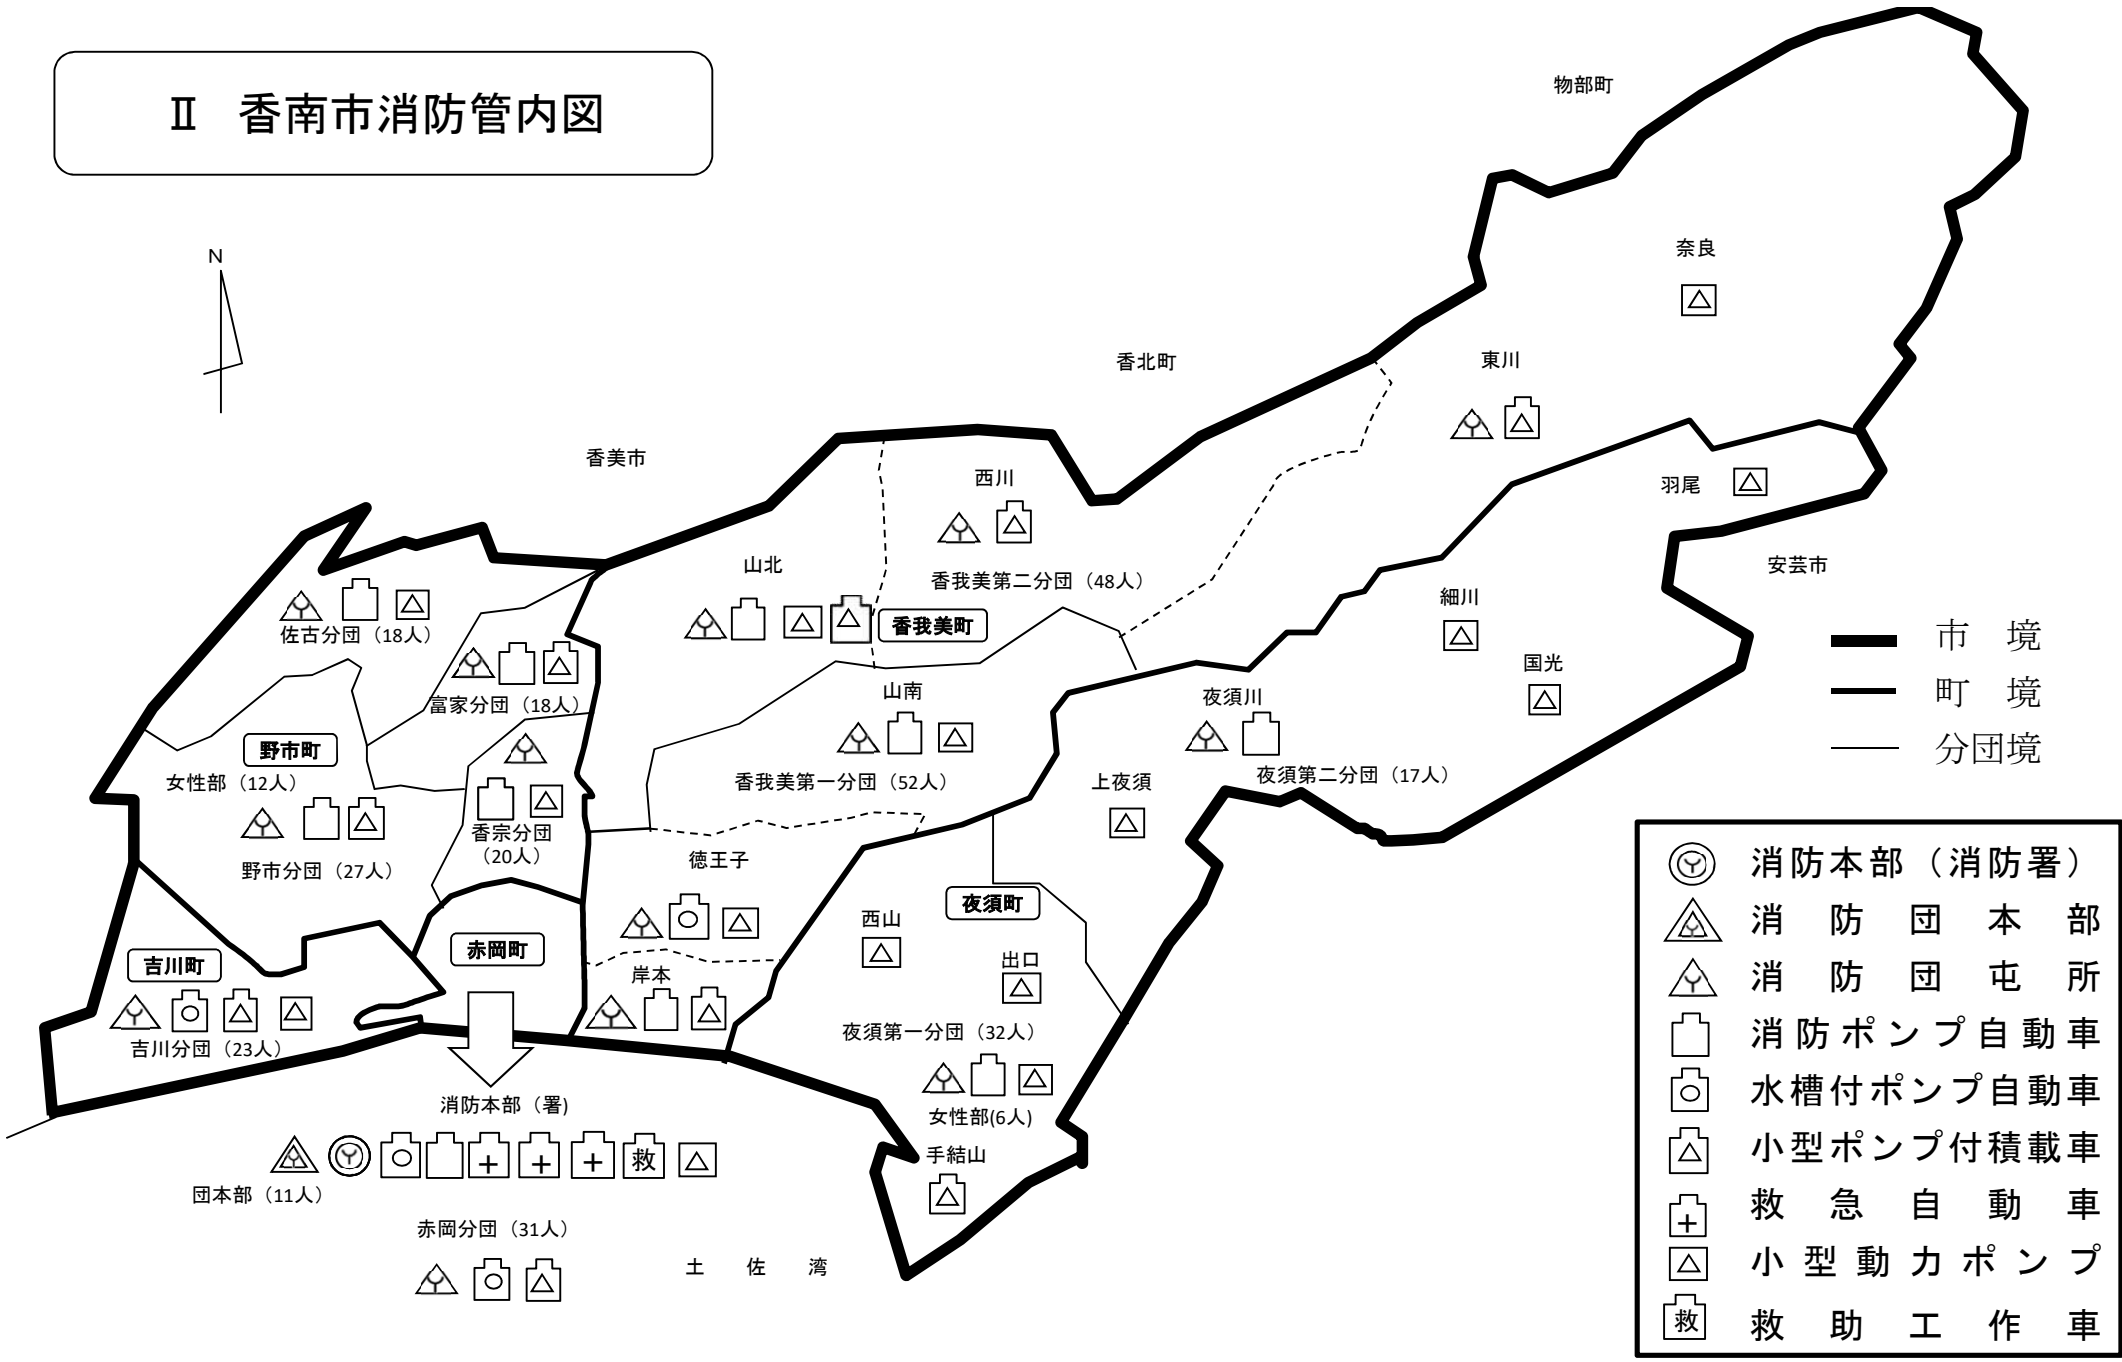 Ⅱ 香南市消防管内図
物部町
N
奈良
香北町
東川
香美市
西川
羽尾
山北
香我美第二分団（48人）
安芸市
香我美町
細川
佐古分団（18人）
国光
市 境
富家分団（18人）
山南
夜須川
町 境
野市町
分団境
女性部（12人）
香我美第一分団（52人）
上夜須
夜須第二分団（17人）
香宗分団
（20人）
徳王子
野市分団（27人）
西山
夜須町
赤岡町
吉川町
岸本
出口
吉川分団（23人）
夜須第一分団（32人）
消防本部（署)
女性部(6人)
手結山
救
団本部（11人）
赤岡分団（31人）
土 佐 湾
消防本部（消防署）
消防団本部
消防団屯所
消防ポンプ自動車
水槽付ポンプ自動車
小型ポンプ付積載車
救急自動車
小型動力ポンプ
救 救助工作車